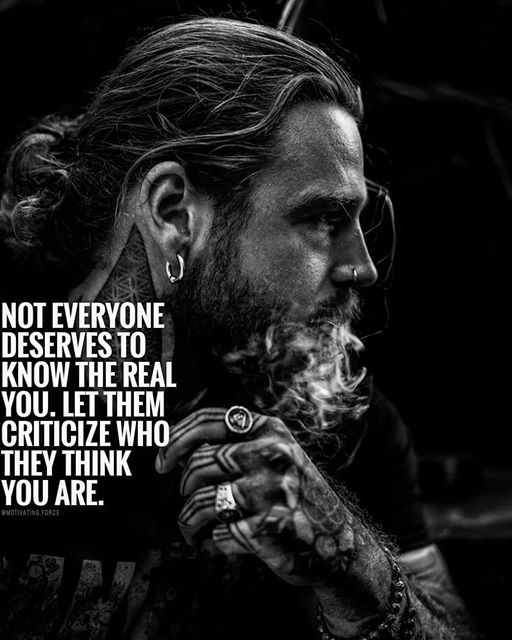 NOT EVERYONE
DESERVES TO
KNOW THE REAL
YOU. LET THEM
CRITICIZE WHO
THEY THINK
YOU ARE.
@MOTIVATING.FORCE